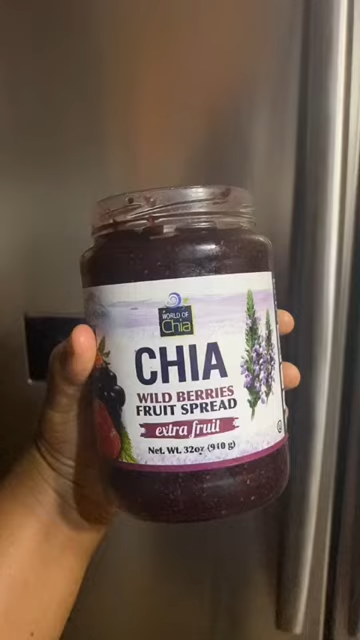 WORLD OF
Chia
CHIA
WILD BERRIES
FRUIT SPREAD
extra fruit
Net. Wt. 32oz (910 g)